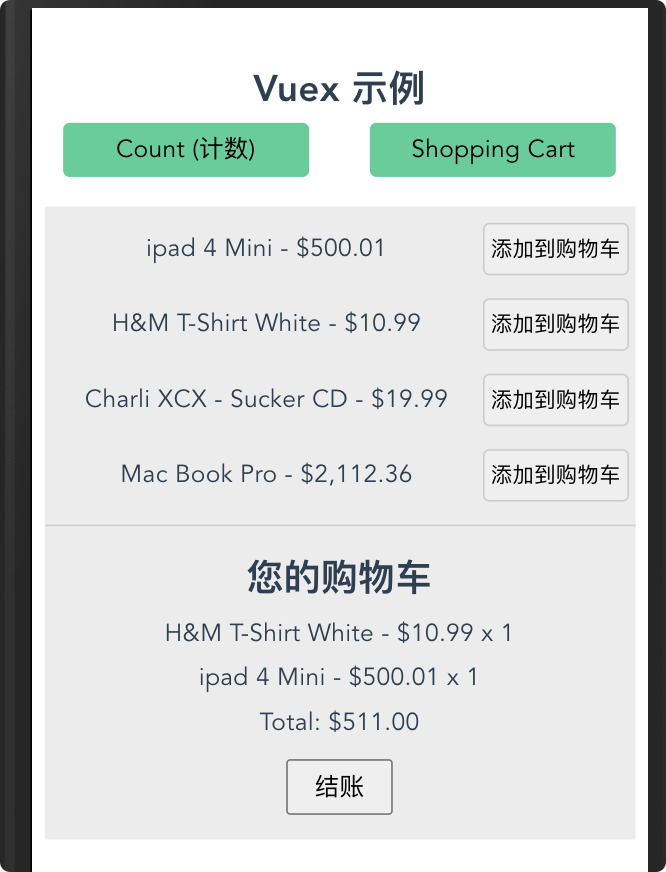 Vuex 示例
Count (计数) Shopping Cart
ipad 4 Mini - $500.01 添加到购物车
H&M T-Shirt White - $10.99 添加到购物车
Charli XCX - Sucker CD - $19.99 添加到购物车
Mac Book Pro - $2,112.36 添加到购物车
您的购物车
H&M T-Shirt White - $10.99 x 1
ipad 4 Mini - $500.01 x 1
Total: $511.00
结账